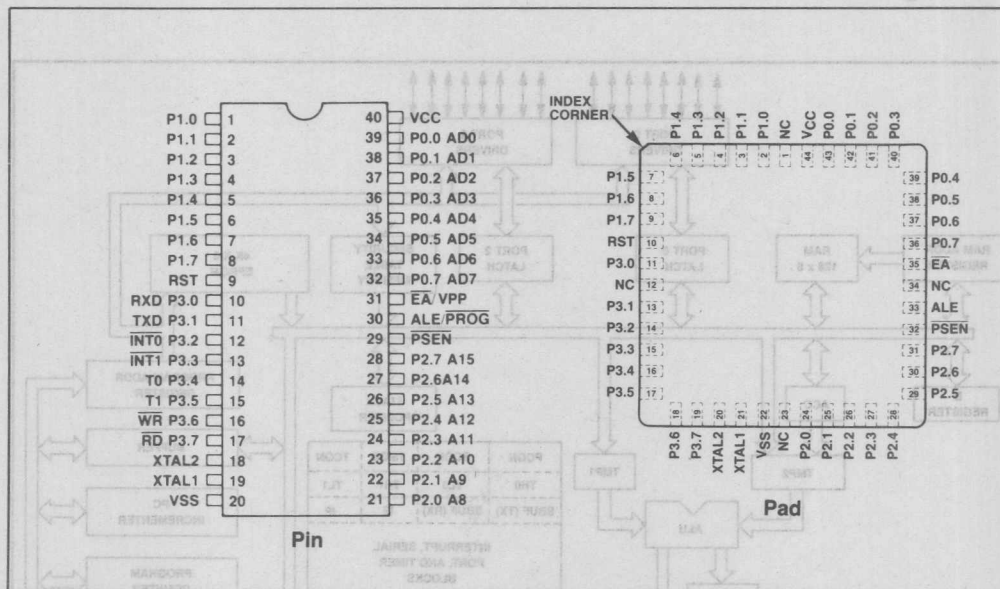 INDEX
CORNER
P1.0 1
P1.1 2
P1.2 3
P1.3 4
P1.4 5
P1.5 6
P1.6 7
P1.7 8
RST 9
RXD P3.0 10
TXD P3.1 11
INT0 P3.2 12
INT1 P3.3 13
T0 P3.4 14
T1 P3.5 15
WR P3.6 16
RD P3.7 17
XTAL2 18
XTAL1 19
VSS 20
40 VCC
39 P0.0 AD0
38 P0.1 AD1
37 P0.2 AD2
36 P0.3 AD3
35 P0.4 AD4
34 P0.5 AD5
33 P0.6 AD6
32 P0.7 AD7
31 EA/VPP
30 ALE/PROG
29 PSEN
28 P2.7 A15
27 P2.6A14
26 P2.5 A13
25 P2.4 A12
24 P2.3 A11
23 P2.2 A10
22 P2.1 A9
21 P2.0 A8
Pin
P1.4 P1.3 P1.2 P1.1 P1.0 NC VCC P0.0 P0.1 P0.2 P0.3
6 5 4 3 2 1 44 43 42 41 40
P1.5 7
P1.6 8
P1.7 9
RST 10
P3.0 11
NC 12
P3.1 13
P3.2 14
P3.3 15
P3.4 16
P3.5 17
39 P0.4
38 P0.5
37 P0.6
36 P0.7
35 EA
34 NC
33 ALE
32 PSEN
31 P2.7
30 P2.6
29 P2.5
18 19 20 21 22 23 24 25 26 27 28
P3.6 P3.7 XTAL2 XTAL1 VSS NC P2.0 P2.1 P2.2 P2.3 P2.4
Pad